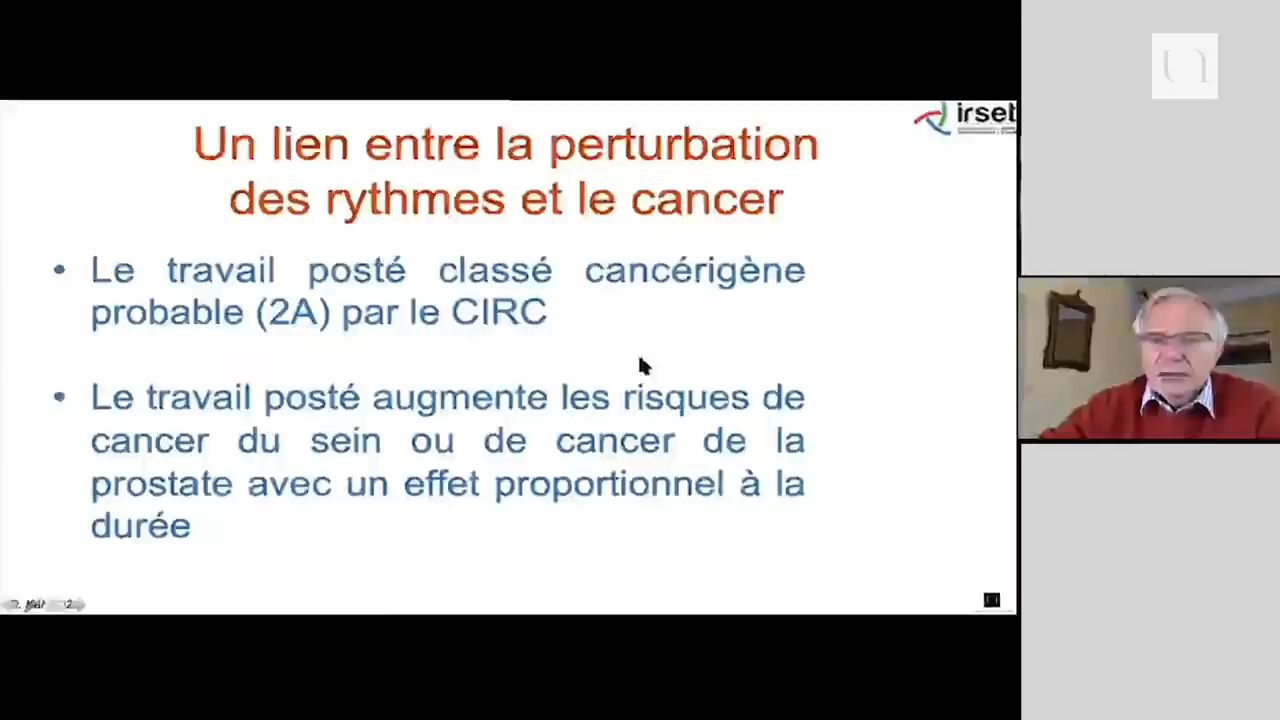 irset
Un lien entre la perturbation
des rythmes et le cancer
• Le travail posté classé cancérigène
probable (2A) par le CIRC
• Le travail posté augmente les risques de
cancer du sein ou de cancer de la
prostate avec un effet proportionnel à la
durée